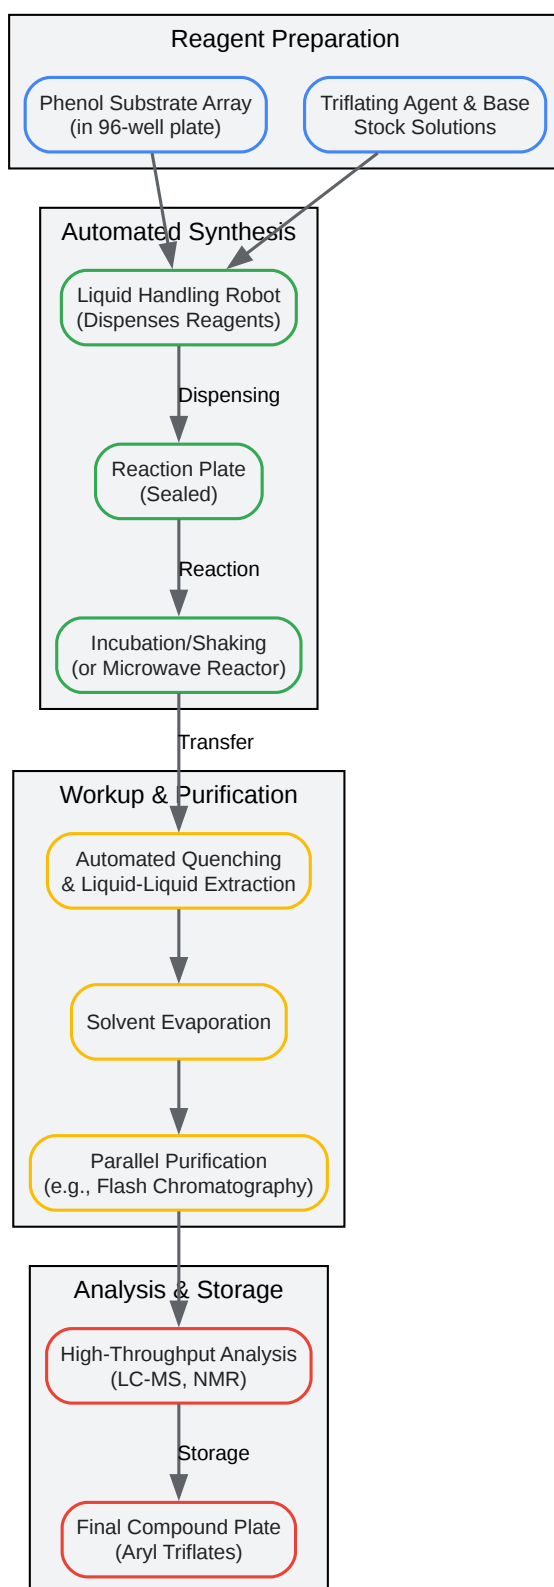 Reagent Preparation
Phenol Substrate Array
(in 96-well plate)
Triflating Agent & Base
Stock Solutions
Automated Synthesis
Liquid Handling Robot
(Dispenses Reagents)
Dispensing
Reaction Plate
(Sealed)
Reaction
Incubation/Shaking
(or Microwave Reactor)
Transfer
Workup & Purification
Automated Quenching
& Liquid-Liquid Extraction
Solvent Evaporation
Parallel Purification
(e.g., Flash Chromatography)
Analysis & Storage
High-Throughput Analysis
(LC-MS, NMR)
Storage
Final Compound Plate
(Aryl Triflates)